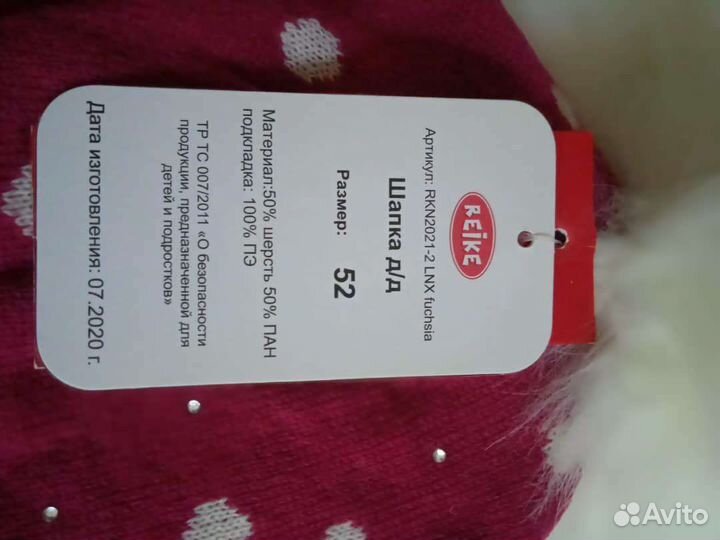 REIKE
Артикул: RKN2021-2 LNX fuchsia
Шапка д/д
Размер: 52
Материал:50% шерсть 50% ПАН
подкладка: 100% ПЭ
ТР ТС 007/2011 «О безопасности
продукции, предназначенной для
детей и подростков»
Дата изготовления: 07.2020 г.
Avito